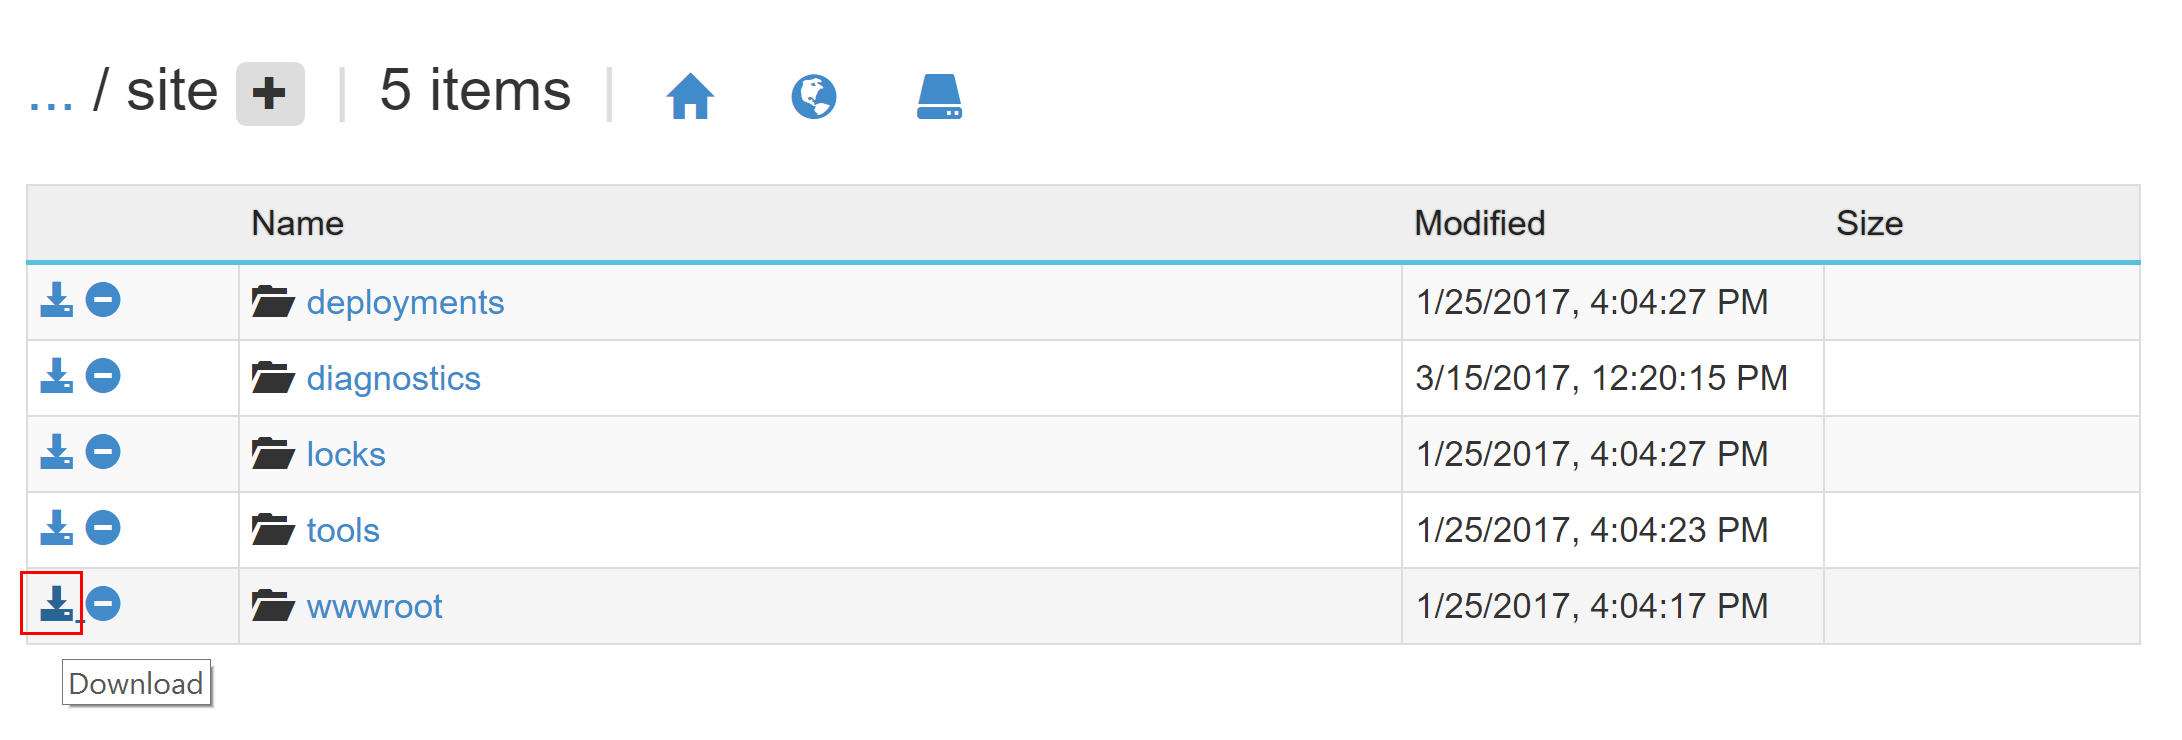 ... / site + | 5 items |
Name Modified Size
deployments 1/25/2017, 4:04:27 PM
diagnostics 3/15/2017, 12:20:15 PM
locks 1/25/2017, 4:04:27 PM
tools 1/25/2017, 4:04:23 PM
wwwroot 1/25/2017, 4:04:17 PM
Download